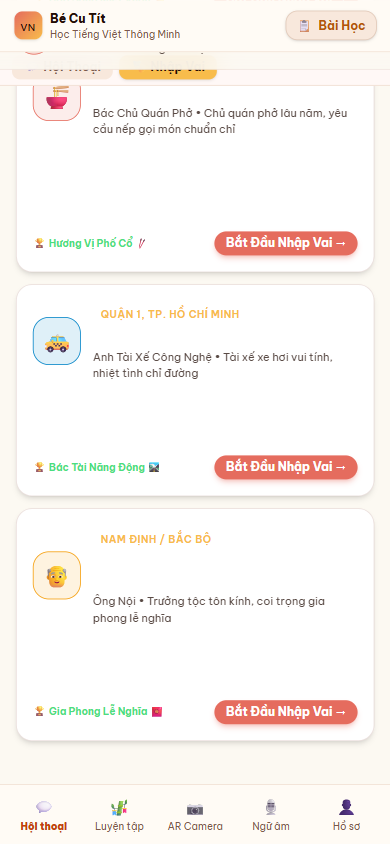 VN
Bé Cu Tít
Học Tiếng Việt Thông Minh
Bài Học
Hội Thoại
Nhập Vai
Bác Chủ Quán Phở • Chủ quán phở lâu năm, yêu
cầu nếp gọi món chuẩn chỉ
Hương Vị Phố Cổ
Bắt Đầu Nhập Vai →
QUẬN 1, TP. HỒ CHÍ MINH
Anh Tài Xế Công Nghệ • Tài xế xe hơi vui tính,
nhiệt tình chỉ đường
Bác Tài Năng Động
Bắt Đầu Nhập Vai →
NAM ĐỊNH / BẮC BỘ
Ông Nội • Trưởng tộc tôn kính, coi trọng gia
phong lễ nghĩa
Gia Phong Lễ Nghĩa
Bắt Đầu Nhập Vai →
Hội thoại
Luyện tập
AR Camera
Ngữ âm
Hồ sơ